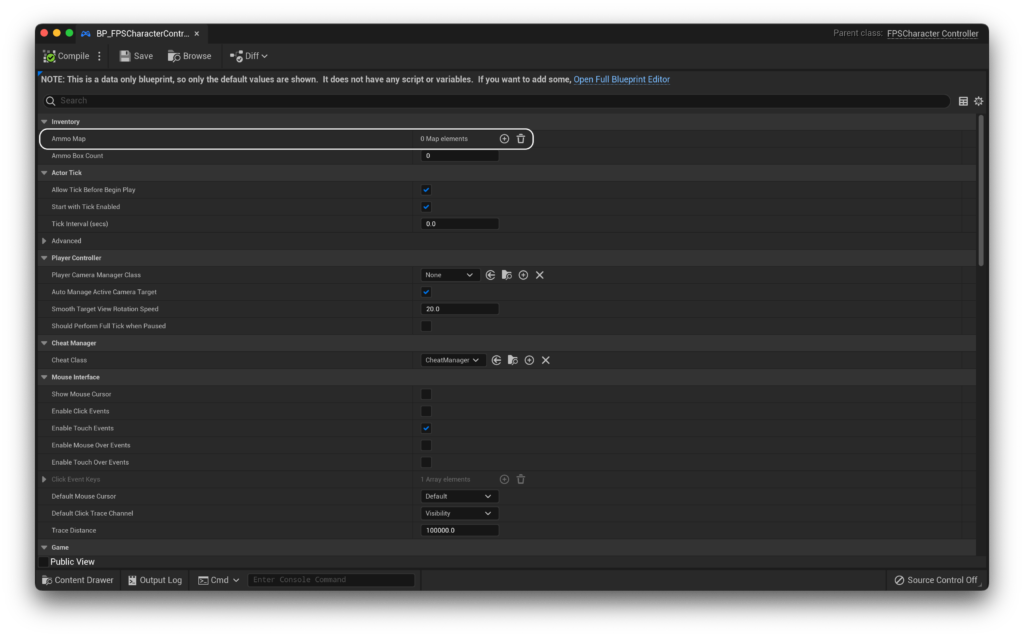 BP_FPSCharacterContr...
Parent class: FPSCharacter Controller
Compile Save Browse Diff
NOTE: This is a data only blueprint, so only the default values are shown. It does not have any script or variables. If you want to add some, Open Full Blueprint Editor
Search
Inventory
Ammo Map 0 Map elements
Ammo Box Count 0
Actor Tick
Allow Tick Before Begin Play
Start with Tick Enabled
Tick Interval (secs) 0.0
Advanced
Player Controller
Player Camera Manager Class None
Auto Manage Active Camera Target
Smooth Target View Rotation Speed 20.0
Should Perform Full Tick when Paused
Cheat Manager
Cheat Class CheatManager
Mouse Interface
Show Mouse Cursor
Enable Click Events
Enable Touch Events
Enable Mouse Over Events
Enable Touch Over Events
Click Event Keys 1 Array elements
Default Mouse Cursor Default
Default Click Trace Channel Visibility
Trace Distance 100000.0
Game
Public View
Content Drawer Output Log Cmd Enter Console Command Source Control Off